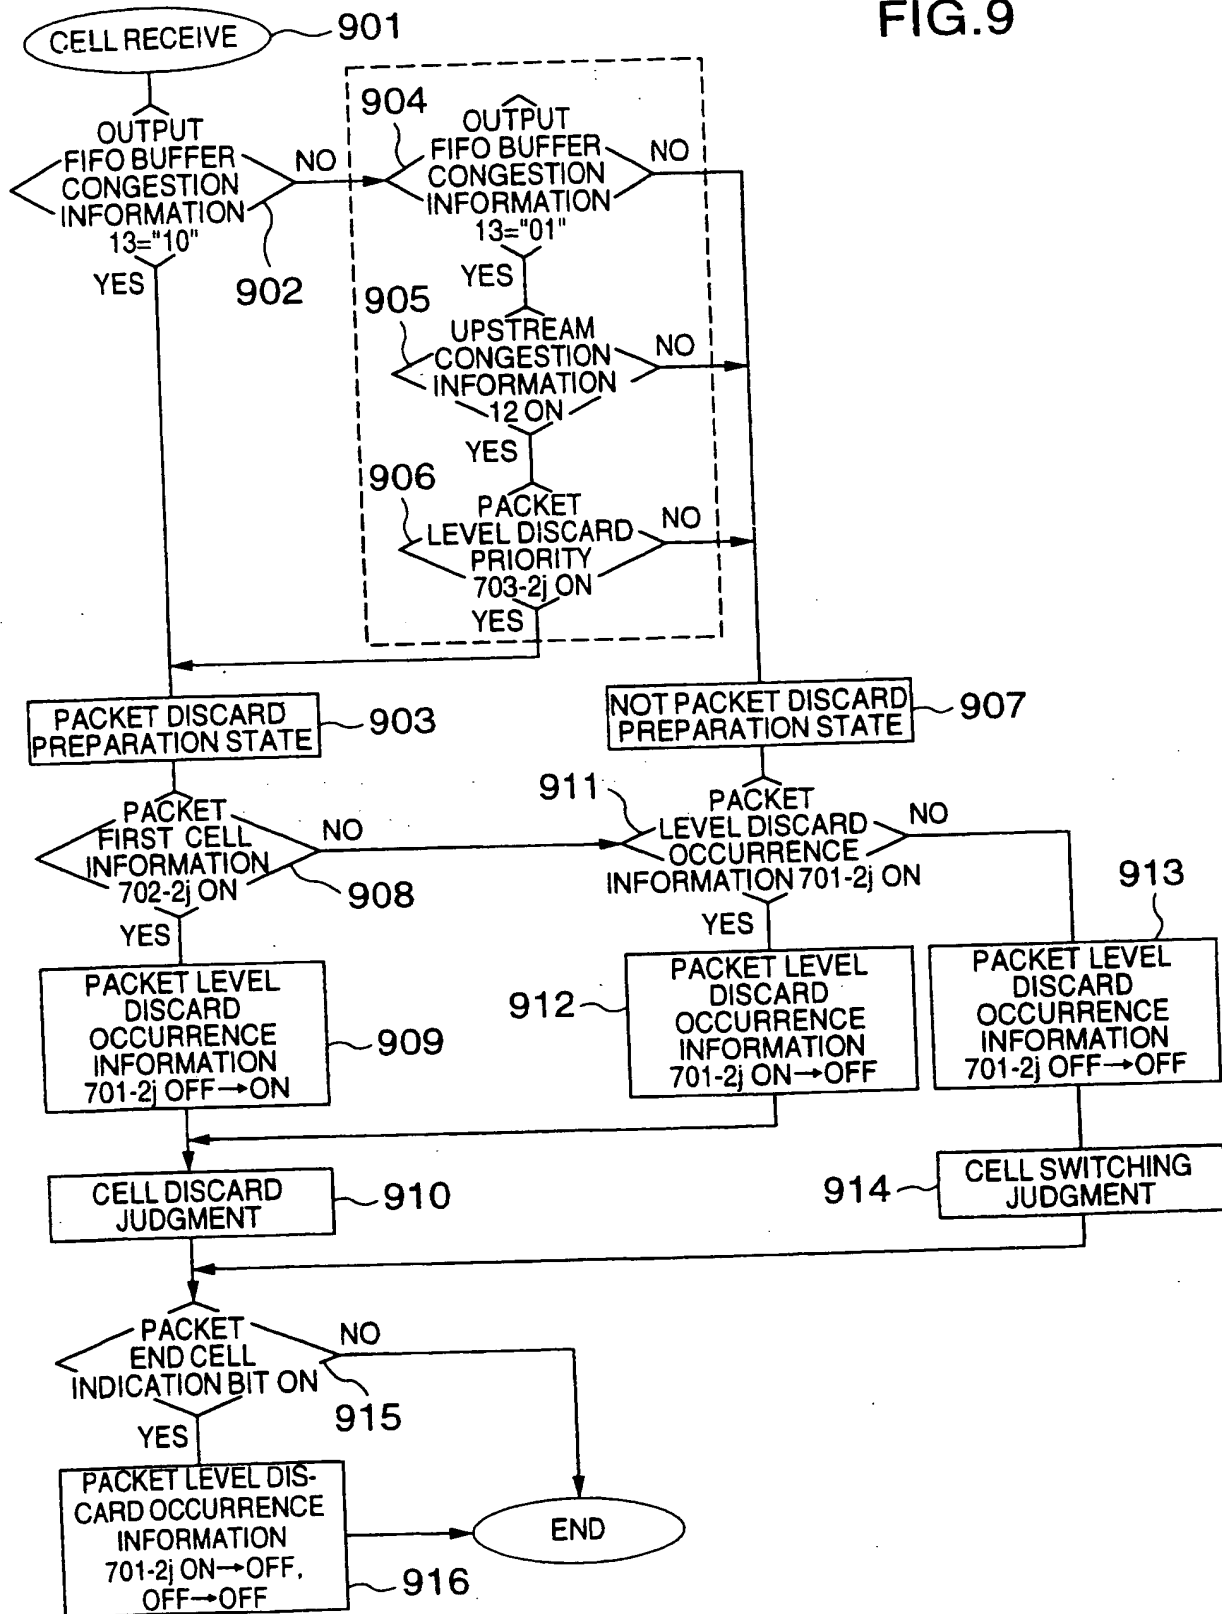 FIG.9
CELL RECEIVE
901
OUTPUT
FIFO BUFFER
CONGESTION
INFORMATION
13="10"
NO
YES
902
904
OUTPUT
FIFO BUFFER
CONGESTION
INFORMATION
13="01"
NO
YES
905
UPSTREAM
CONGESTION
INFORMATION
12 ON
NO
YES
906
PACKET
LEVEL DISCARD
PRIORITY
703-2j ON
NO
YES
PACKET DISCARD
PREPARATION STATE
903
NOT PACKET DISCARD
PREPARATION STATE
907
PACKET
FIRST CELL
INFORMATION
702-2j ON
NO
YES
908
911
PACKET
LEVEL DISCARD
OCCURRENCE
INFORMATION 701-2j ON
NO
YES
913
PACKET LEVEL
DISCARD
OCCURRENCE
INFORMATION
701-2j OFF→ON
909
912
PACKET LEVEL
DISCARD
OCCURRENCE
INFORMATION
701-2j ON→OFF
PACKET LEVEL
DISCARD
OCCURRENCE
INFORMATION
701-2j OFF→OFF
CELL DISCARD
JUDGMENT
910
914
CELL SWITCHING
JUDGMENT
PACKET
END CELL
INDICATION BIT ON
NO
YES
915
PACKET LEVEL DIS-
CARD OCCURRENCE
INFORMATION
701-2j ON→OFF,
OFF→OFF
916
END